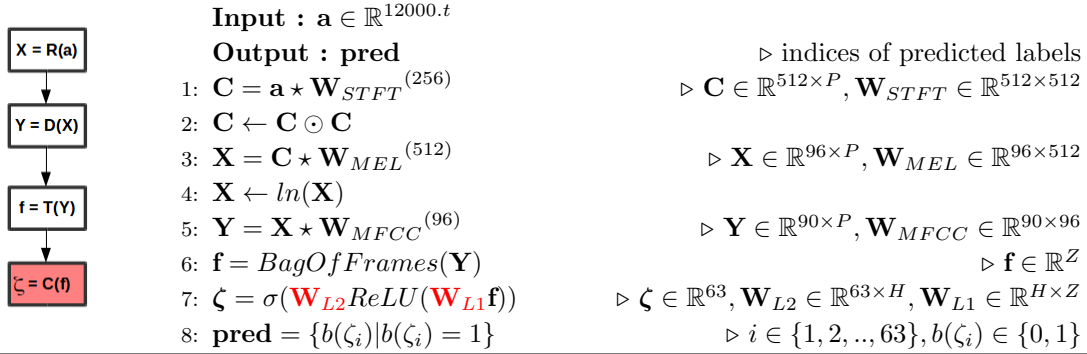 X = R(a)
Y = D(X)
f = T(Y)
ζ = C(f)
Input : a ∈ ℝ^{12000.t}
Output : pred ▷ indices of predicted labels
1: C = a ⋆ W_{STFT}^{(256)} ▷ C ∈ ℝ^{512×P}, W_{STFT} ∈ ℝ^{512×512}
2: C ← C ⊙ C
3: X = C ⋆ W_{MEL}^{(512)} ▷ X ∈ ℝ^{96×P}, W_{MEL} ∈ ℝ^{96×512}
4: X ← ln(X)
5: Y = X ⋆ W_{MFCC}^{(96)} ▷ Y ∈ ℝ^{90×P}, W_{MFCC} ∈ ℝ^{90×96}
6: f = BagOfFrames(Y) ▷ f ∈ ℝ^Z
7: ζ = σ(W_{L2}ReLU(W_{L1}f)) ▷ ζ ∈ ℝ^{63}, W_{L2} ∈ ℝ^{63×H}, W_{L1} ∈ ℝ^{H×Z}
8: pred = {b(ζ_i)|b(ζ_i) = 1} ▷ i ∈ {1, 2, .., 63}, b(ζ_i) ∈ {0, 1}